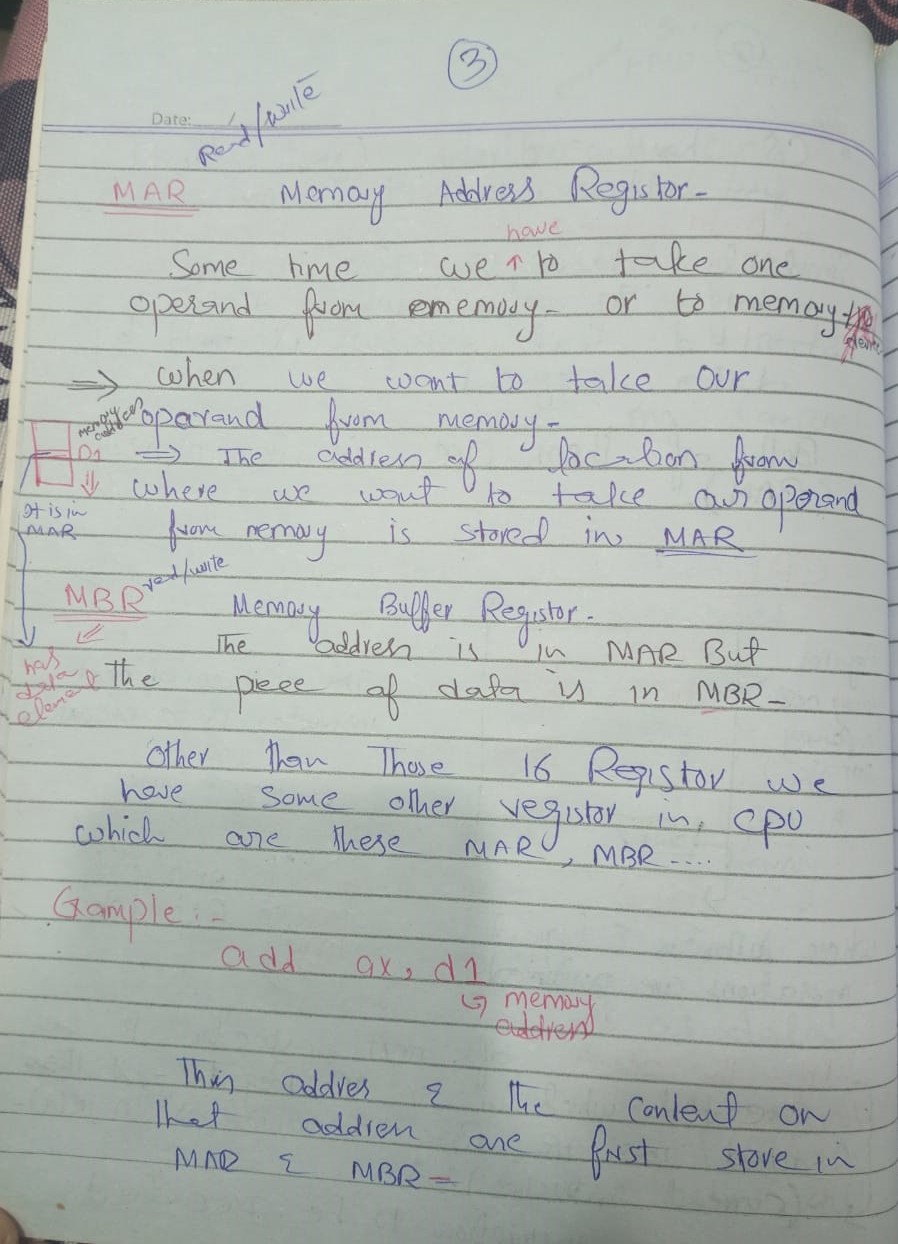 3
Date:
Read/write
MAR Memory Address Registor-
have
Some time we ↑ to take one
operand from ememory- or to memory
⇒ when we want to take our
oparand from memory-
⇒ The address of location from
where we want to take our operand
from memory is stored in MAR
Memory
D1
It is in
MAR
MBR read/write Memory Buffer Registor.
The address is in MAR But
the piece of data is in MBR-
has
data
element
Other than Those 16 Registor we
have some other registor in, CPU
which are these MAR, MBR....
Example:-
add ax, d1
↳ memory
address
This addres & the content on
that address are first store in
MAR & MBR-